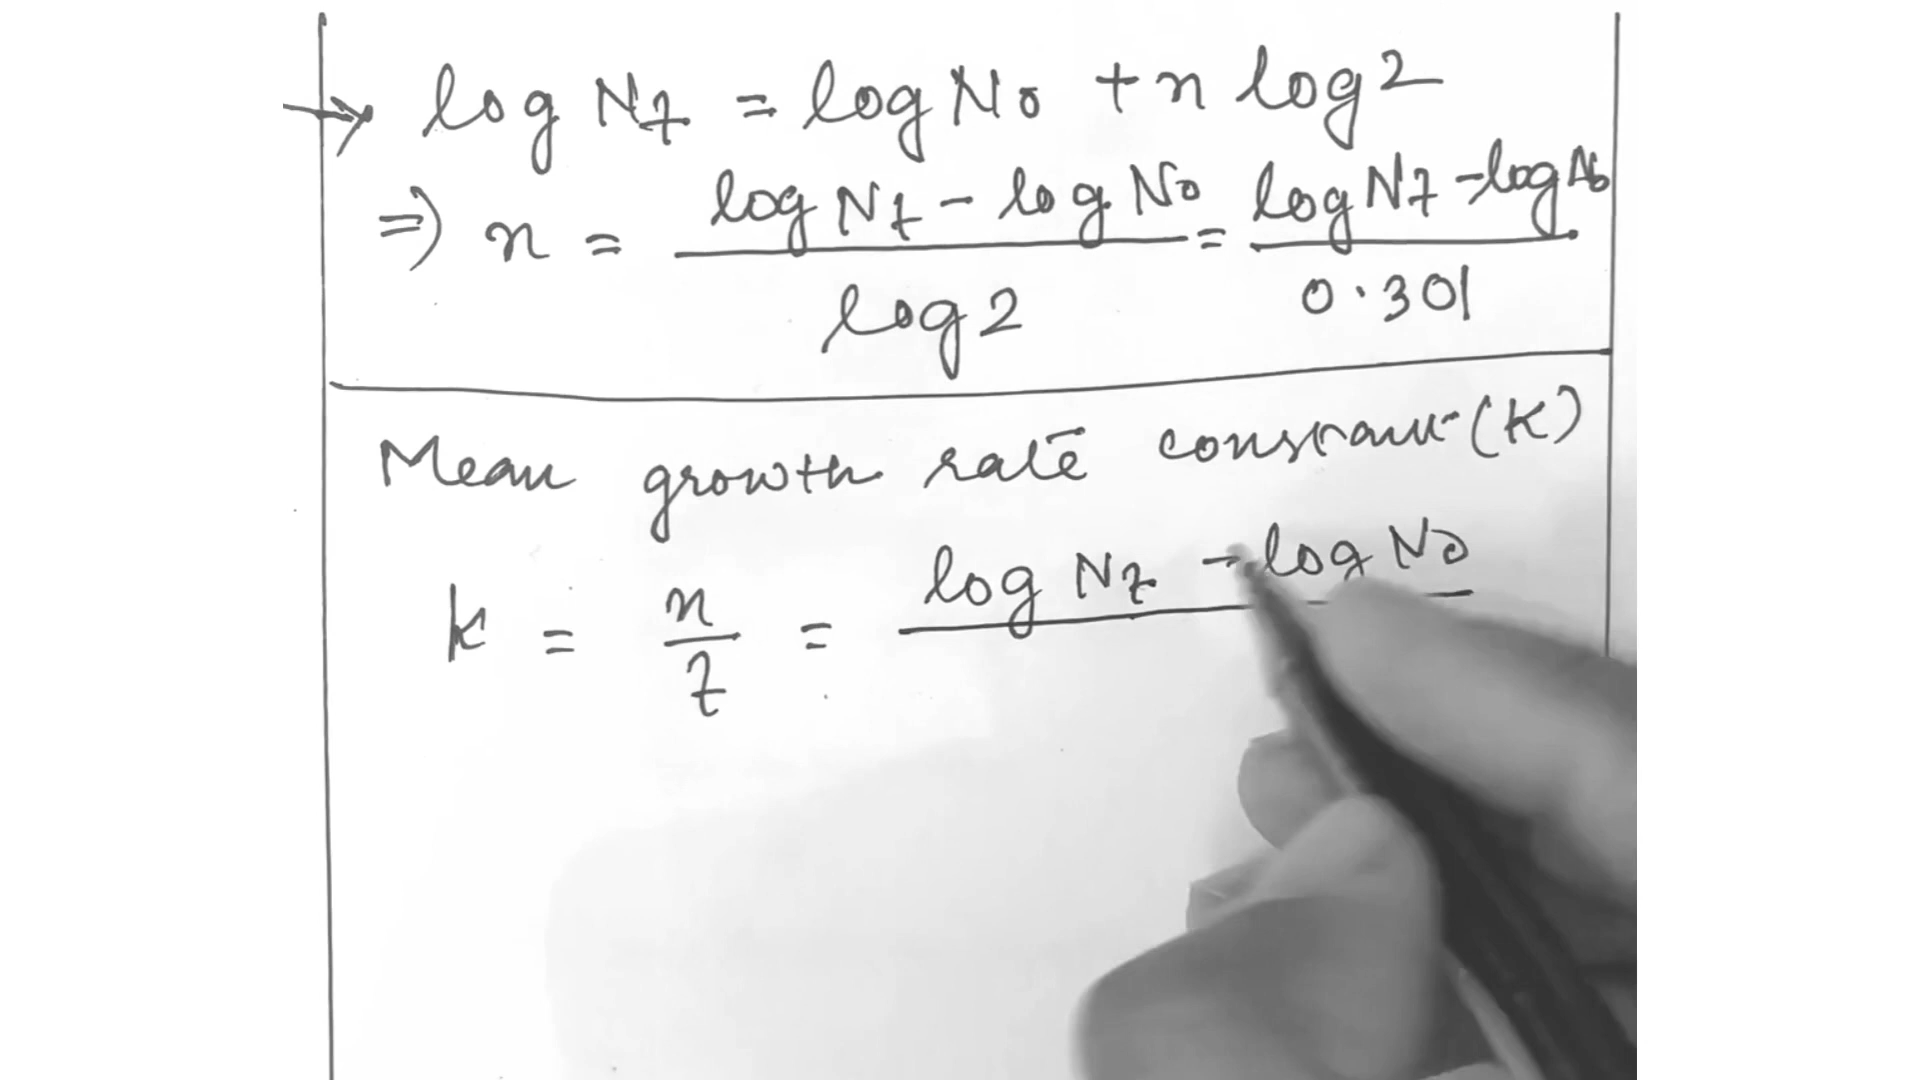 → log Nt = log N0 + n log 2
⇒ n = (log Nt - log N0) / log 2 = (log Nt - log N0) / 0.301
Mean growth rate constant (K)
k = n / t = log Nt - log N0